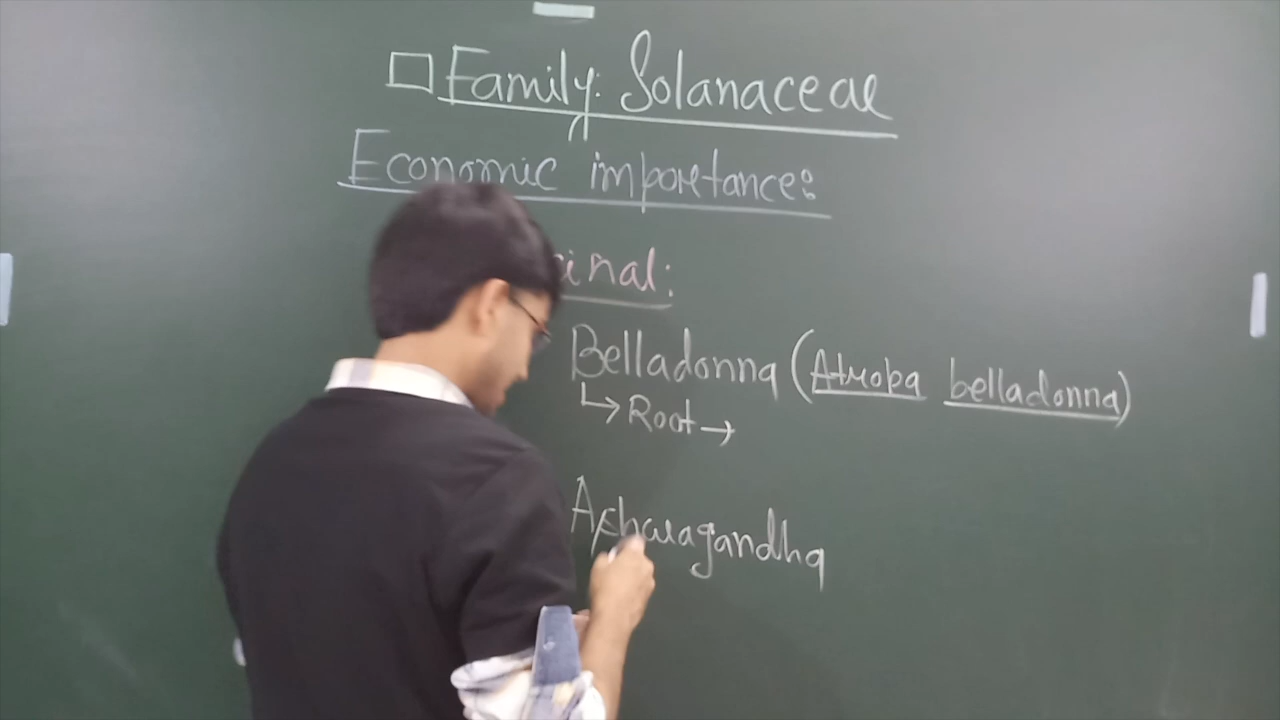 Family: Solanaceae
Economic importance:
inal:
Belladonna (Atropa belladonna)
↳ Root →
Ashwagandha